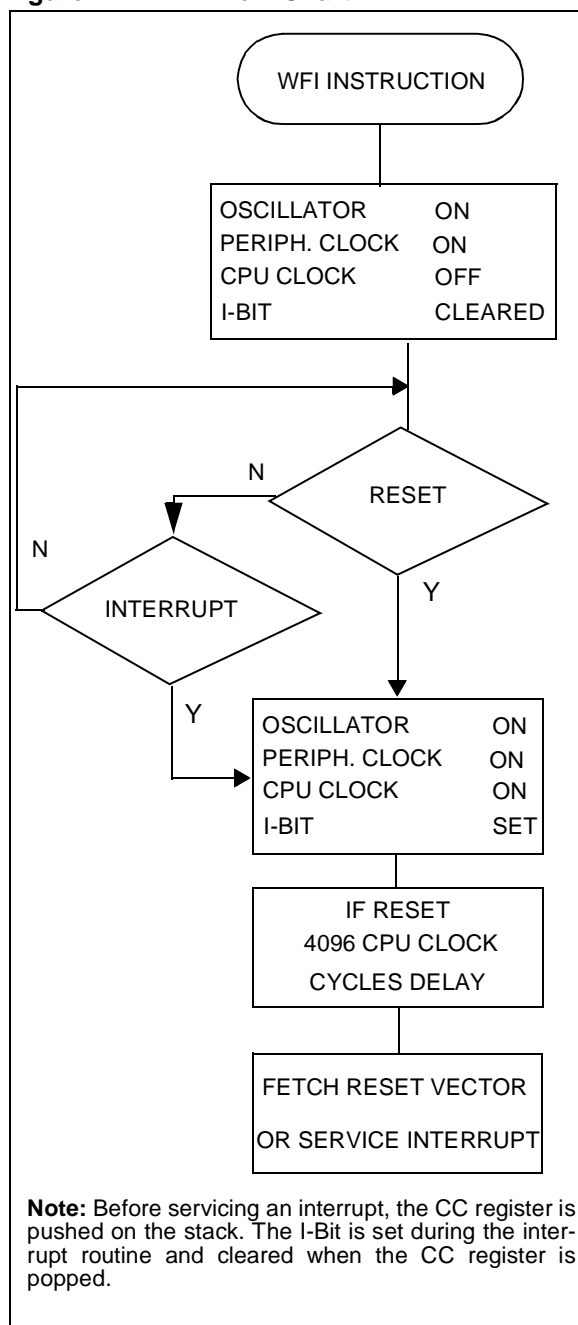 WFI INSTRUCTION
OSCILLATOR ON
PERIPH. CLOCK ON
CPU CLOCK OFF
I-BIT CLEARED
RESET
N
Y
INTERRUPT
N
Y
OSCILLATOR ON
PERIPH. CLOCK ON
CPU CLOCK ON
I-BIT SET
IF RESET
4096 CPU CLOCK
CYCLES DELAY
FETCH RESET VECTOR
OR SERVICE INTERRUPT
Note: Before servicing an interrupt, the CC register is
pushed on the stack. The I-Bit is set during the inter-
rupt routine and cleared when the CC register is
popped.